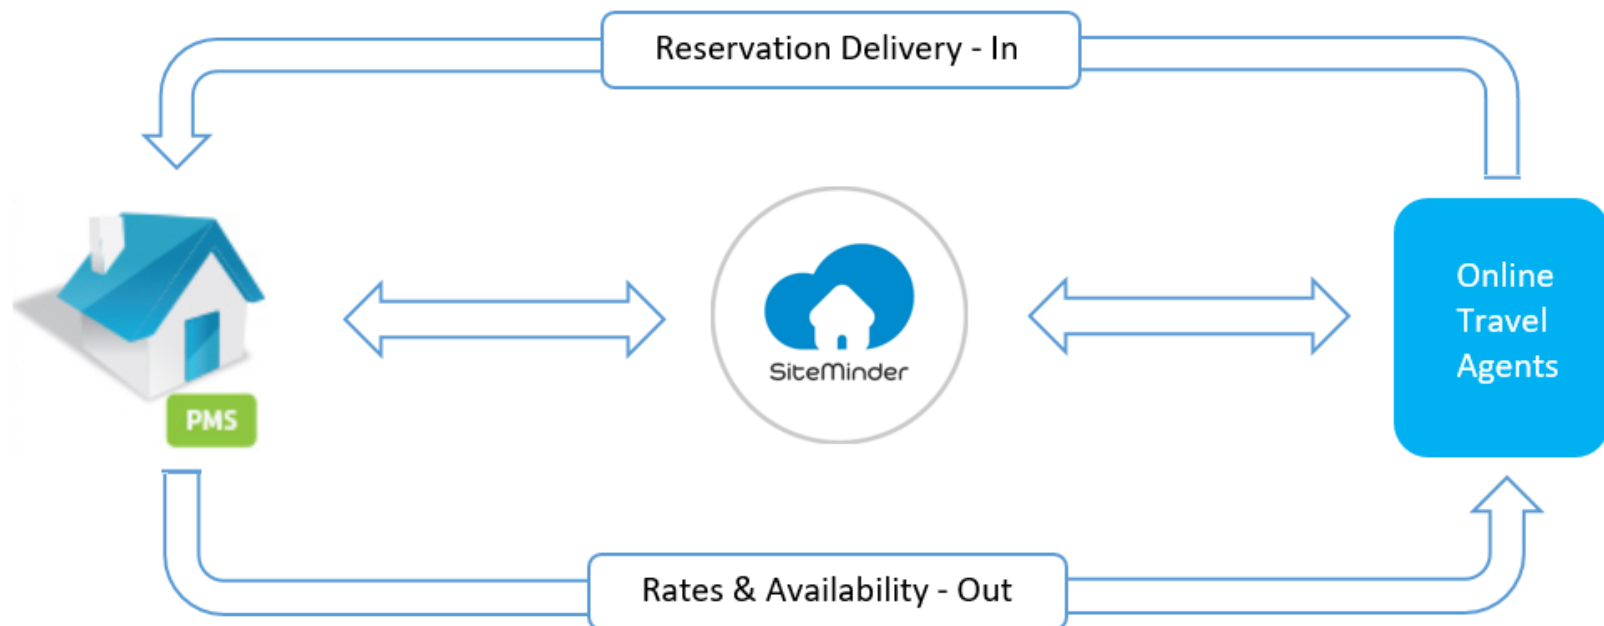 Reservation Delivery - In
SiteMinder
Online
Travel
Agents
PMS
Rates & Availability - Out